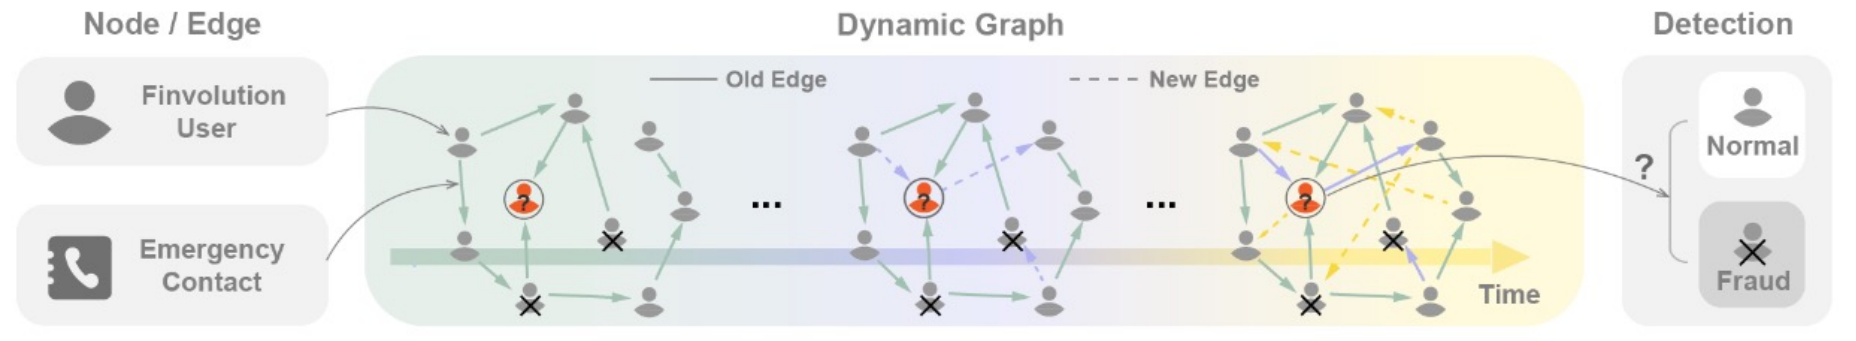 Node / Edge
Dynamic Graph
Detection
Finvolution
User
Emergency
Contact
Old Edge
New Edge
?
...
?
...
?
Time
?
Normal
Fraud